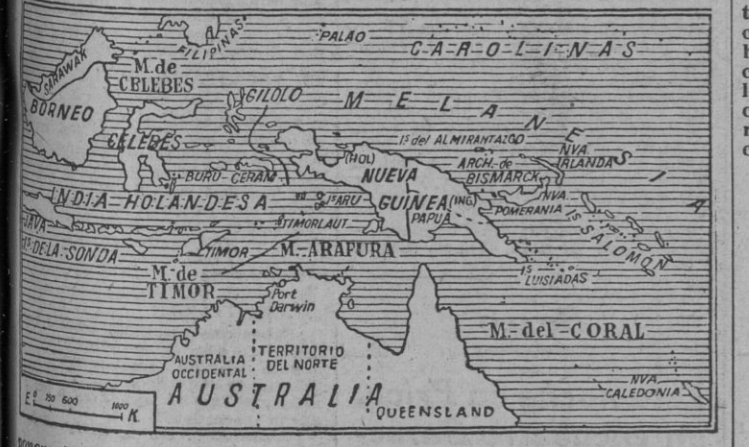 FILIPINAS
PALAO
CAROLINAS
SARAWAK
M. de
CELEBES
BORNEO
GILOLO
MELANESIA
CELEBES
Iˢ del ALMIRANTAZGO
(HOL)
NUEVA
GUINEA
(ING)
PAPUA
ARCH. de
BISMARCK
NVA
IRLANDA
BURU-CERAM
INDIA HOLANDESA
Iˢ ARU
NVA
POMERANIA
Iˢ SALOMON
JAVA
TIMORLAUT
Iˢ DE LA SONDA
TIMOR
M. ARAFURA
M. de
TIMOR
Iˢ
LUISIADAS
Port
Darwin
M. del CORAL
AUSTRALIA
OCCIDENTAL
TERRITORIO
DEL NORTE
AUSTRALIA
QUEENSLAND
NVA
CALEDONIA
1000 K.